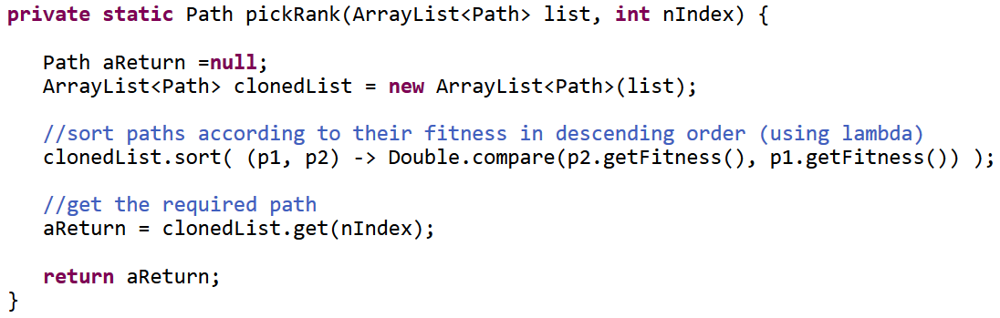 private static Path pickRank(ArrayList<Path> list, int nIndex) {
Path aReturn =null;
ArrayList<Path> clonedList = new ArrayList<Path>(list);
//sort paths according to their fitness in descending order (using lambda)
clonedList.sort( (p1, p2) -> Double.compare(p2.getFitness(), p1.getFitness()) );
//get the required path
aReturn = clonedList.get(nIndex);
return aReturn;
}